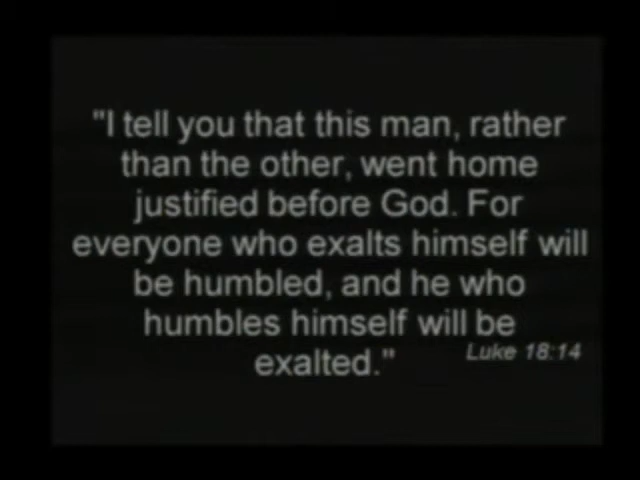 "I tell you that this man, rather
than the other, went home
justified before God. For
everyone who exalts himself will
be humbled, and he who
humbles himself will be
exalted."
Luke 18:14